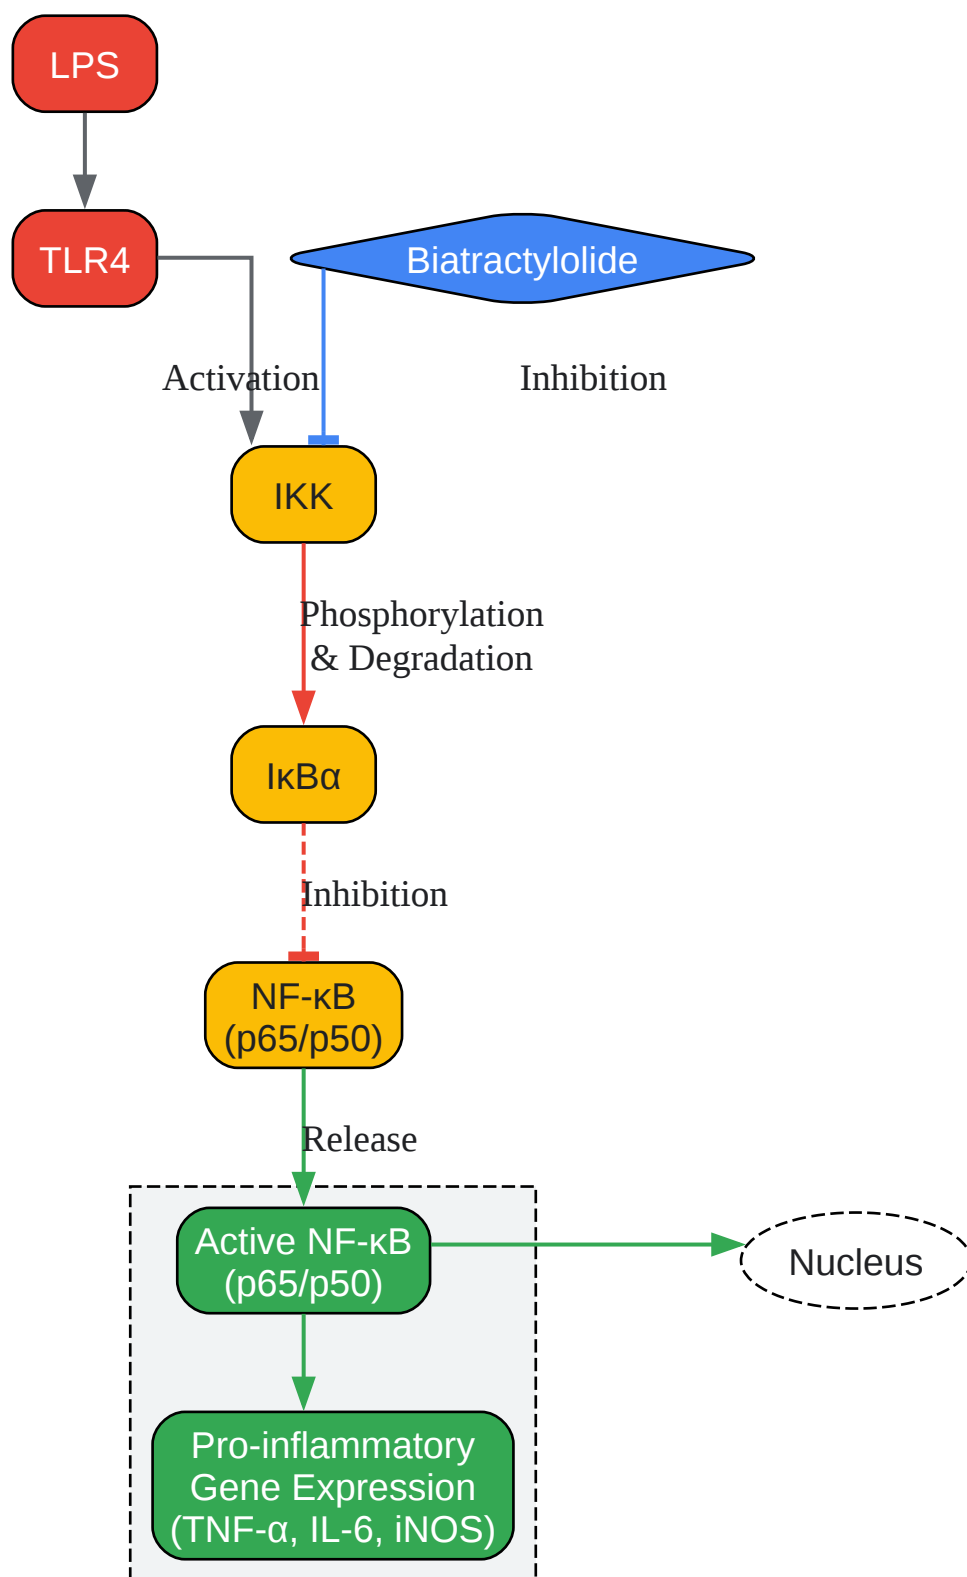 LPS
TLR4
Biatractylolide
Activation
Inhibition
IKK
Phosphorylation
& Degradation
IκBα
Inhibition
NF-κB
(p65/p50)
Release
Active NF-κB
(p65/p50)
Nucleus
Pro-inflammatory
Gene Expression
(TNF-α, IL-6, iNOS)